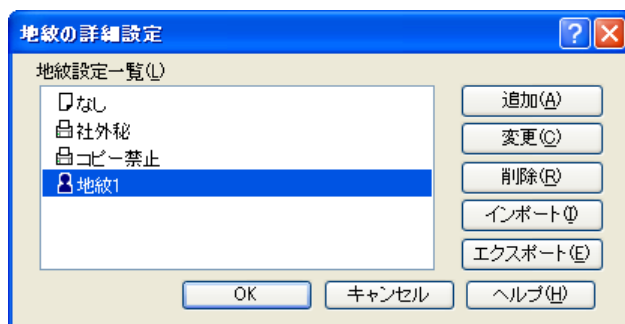 地紋の詳細設定
地紋設定一覧(L)
なし
社外秘
コピー禁止
地紋1
追加(A)
変更(C)
削除(R)
インポート(I)
エクスポート(E)
OK
キャンセル
ヘルプ(H)